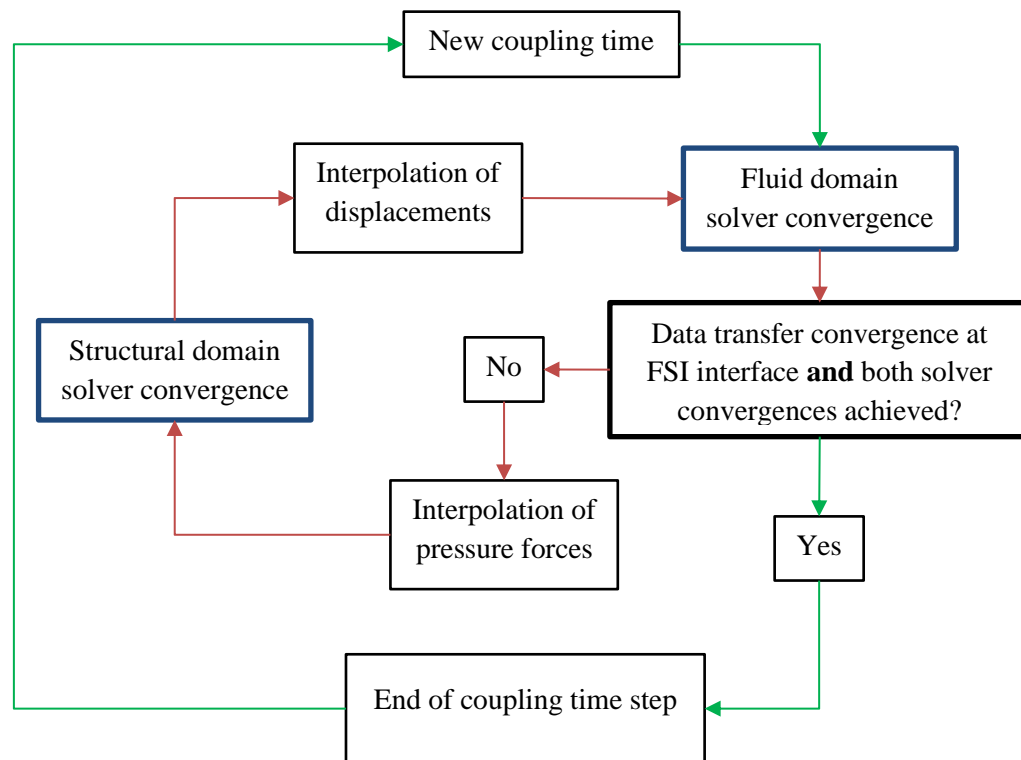 New coupling time
Interpolation of
displacements
Fluid domain
solver convergence
Structural domain
solver convergence
No
Data transfer convergence at
FSI interface and both solver
convergences achieved?
Interpolation of
pressure forces
Yes
End of coupling time step